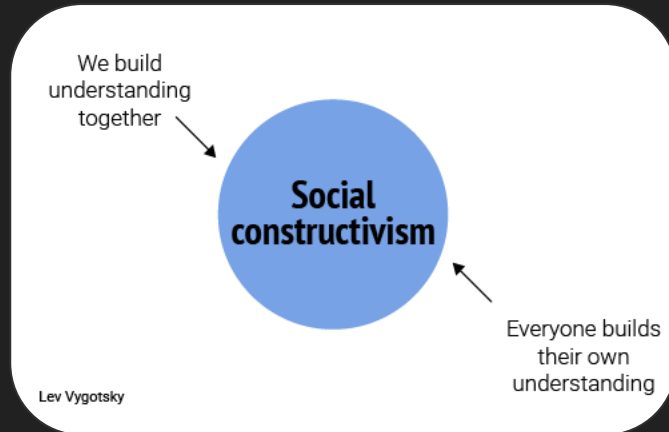 We build
understanding
together
Social
constructivism
Everyone builds
their own
understanding
Lev Vygotsky